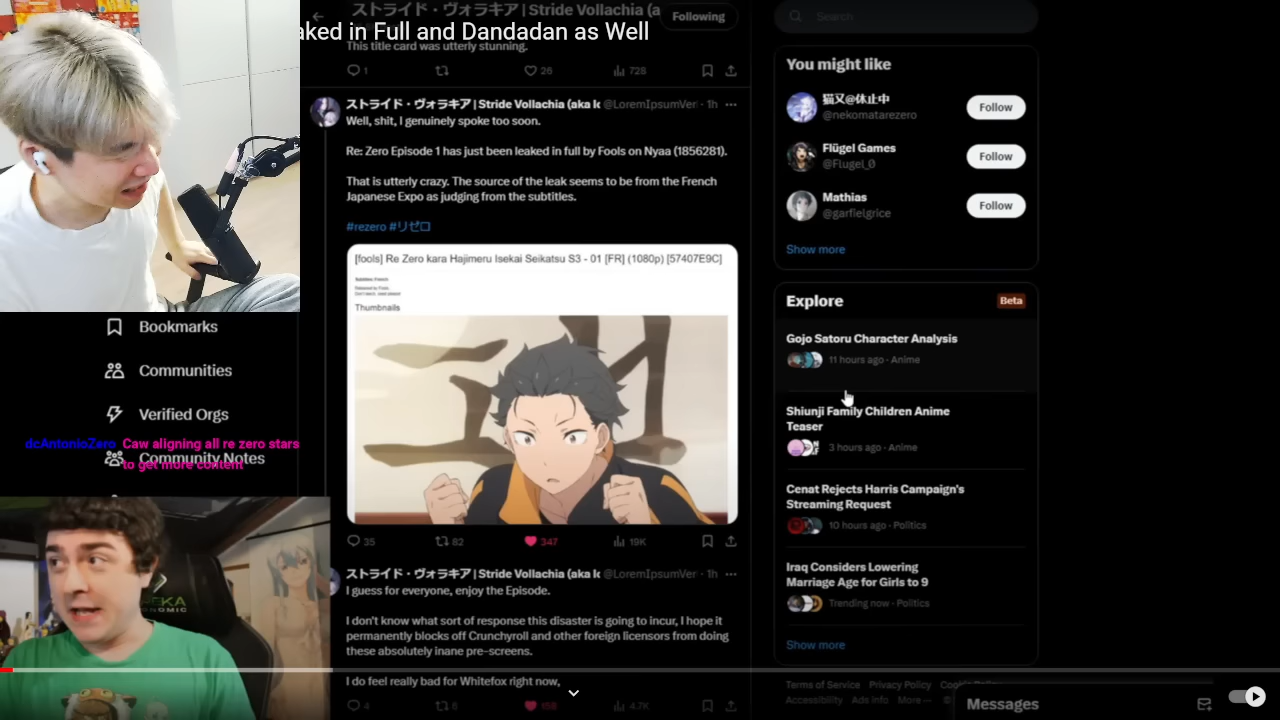 aked in Full and Dandadan as Well
ストライド・ヴォラキア | Stride Vollachia (a
Following
This title card was utterly stunning.
1
26
728
ストライド・ヴォラキア | Stride Vollachia (aka lc @LoremIpsumVer · 1h
Well, shit, I genuinely spoke too soon.
Re: Zero Episode 1 has just been leaked in full by Fools on Nyaa (1856281).
That is utterly crazy. The source of the leak seems to be from the French
Japanese Expo as judging from the subtitles.
#rezero #リゼロ
[fools] Re Zero kara Hajimeru Isekai Seikatsu S3 - 01 [FR] (1080p) [57407E9C]
Subtitles: French
Released by Fools
Thumbnails
35
82
347
19K
ストライド・ヴォラキア | Stride Vollachia (aka lc @LoremIpsumVer · 1h
I guess for everyone, enjoy the Episode.
I don't know what sort of response this disaster is going to incur, I hope it
permanently blocks off Crunchyroll and other foreign licensors from doing
these absolutely inane pre-screens.
I do feel really bad for Whitefox right now,
4
6
159
4.7K
Bookmarks
Communities
Verified Orgs
Community Notes
dcAntonioZero Caw aligning all re zero stars
to get more content
Search
You might like
猫又@休止中
@nekomatarezero
Follow
Flügel Games
@Flugel_0
Follow
Mathias
@garfielgrice
Follow
Show more
Explore
Beta
Gojo Satoru Character Analysis
11 hours ago · Anime
Shiunji Family Children Anime
Teaser
3 hours ago · Anime
Cenat Rejects Harris Campaign's
Streaming Request
10 hours ago · Politics
Iraq Considers Lowering
Marriage Age for Girls to 9
Trending now · Politics
Show more
Terms of Service Privacy Policy Cookie Policy
Accessibility Ads info More ···
Messages